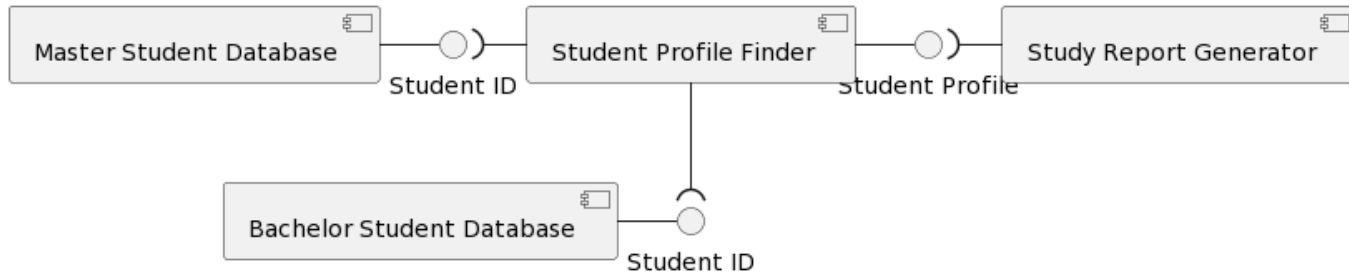 Master Student Database
Student ID
Student Profile Finder
Student Profile
Study Report Generator
Bachelor Student Database
Student ID